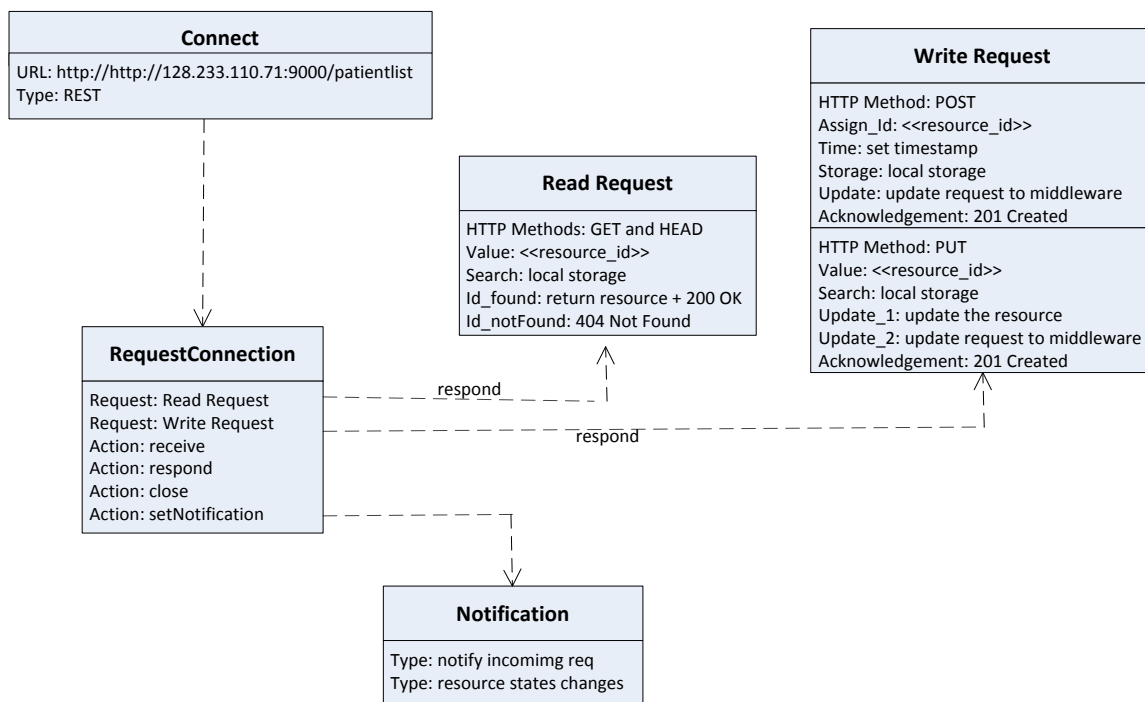 Connect
URL: http://http://128.233.110.71:9000/patientlist
Type: REST
Write Request
HTTP Method: POST
Assign_Id: <<resource_id>>
Time: set timestamp
Storage: local storage
Update: update request to middleware
Acknowledgement: 201 Created
HTTP Method: PUT
Value: <<resource_id>>
Search: local storage
Update_1: update the resource
Update_2: update request to middleware
Acknowledgement: 201 Created
Read Request
HTTP Methods: GET and HEAD
Value: <<resource_id>>
Search: local storage
Id_found: return resource + 200 OK
Id_notFound: 404 Not Found
RequestConnection
Request: Read Request
Request: Write Request
Action: receive
Action: respond
Action: close
Action: setNotification
respond
respond
Notification
Type: notify incomimg req
Type: resource states changes